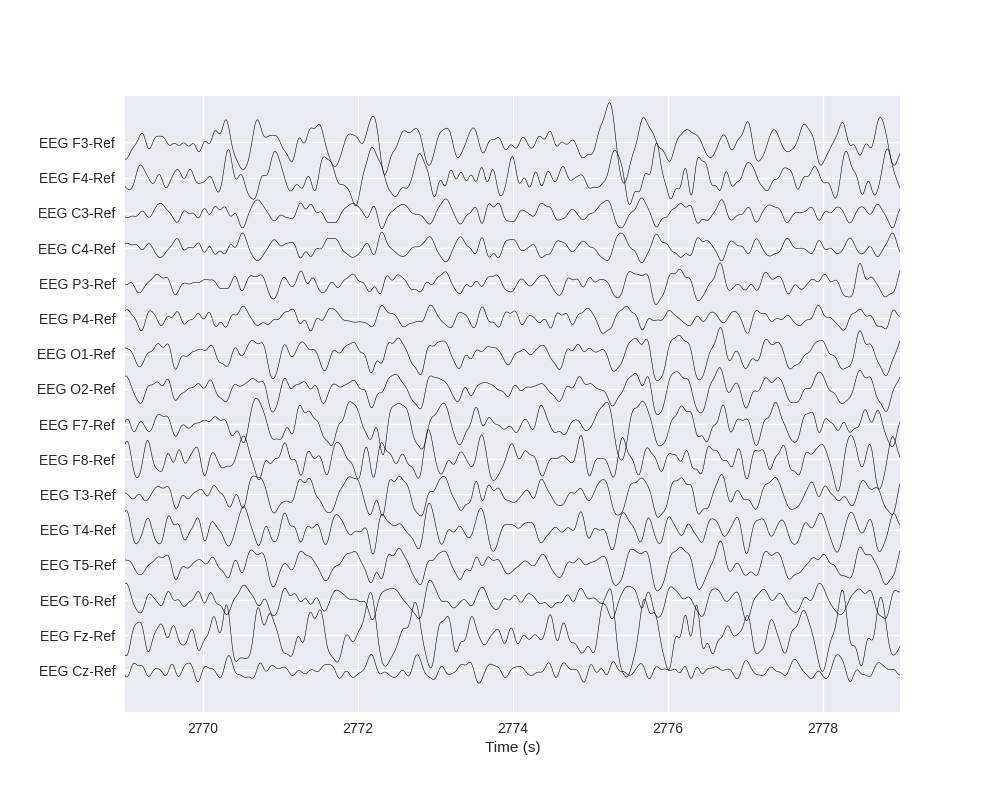 EEG F3-Ref
EEG F4-Ref
EEG C3-Ref
EEG C4-Ref
EEG P3-Ref
EEG P4-Ref
EEG O1-Ref
EEG O2-Ref
EEG F7-Ref
EEG F8-Ref
EEG T3-Ref
EEG T4-Ref
EEG T5-Ref
EEG T6-Ref
EEG Fz-Ref
EEG Cz-Ref
2770 2772 2774 2776 2778
Time (s)